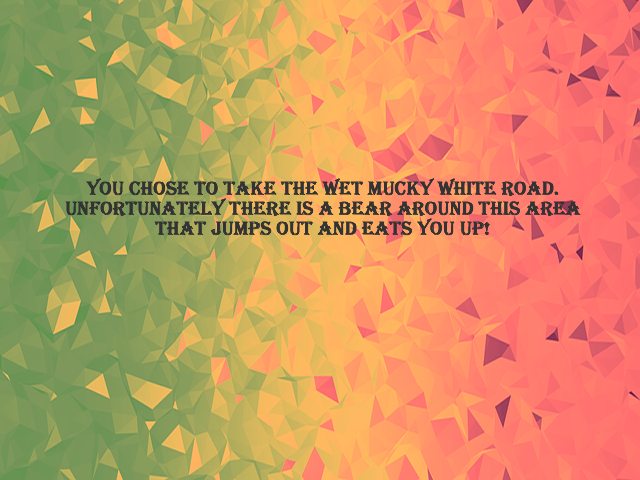 YOU CHOSE TO TAKE THE WET MUCKY WHITE ROAD.
UNFORTUNATELY THERE IS A BEAR AROUND THIS AREA
THAT JUMPS OUT AND EATS YOU UP!